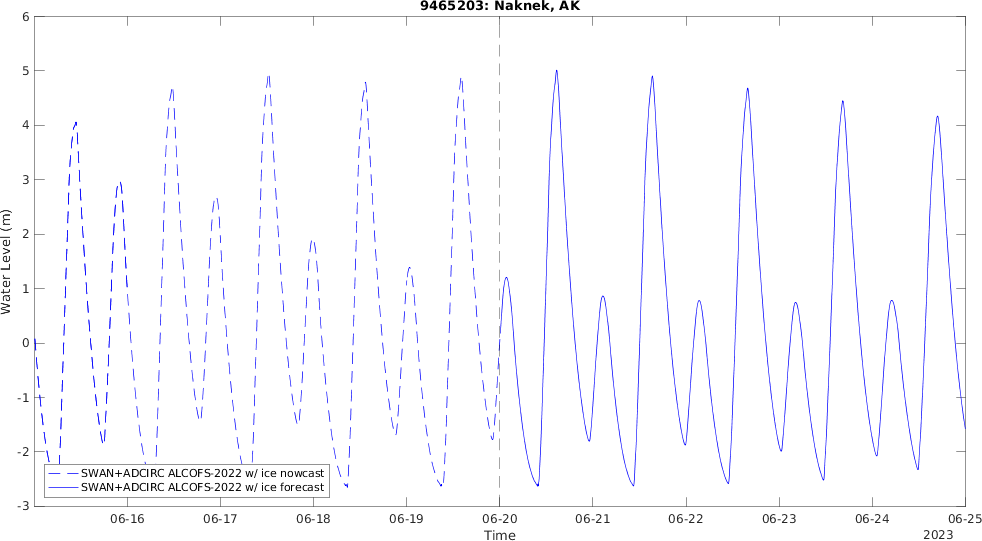 9465203: Naknek, AK
6
5
4
3
2
1
0
-1
-2
-3
Water Level (m)
SWAN+ADCIRC ALCOFS-2022 w/ ice nowcast
SWAN+ADCIRC ALCOFS-2022 w/ ice forecast
06-16 06-17 06-18 06-19 06-20 06-21 06-22 06-23 06-24 06-25
Time
2023